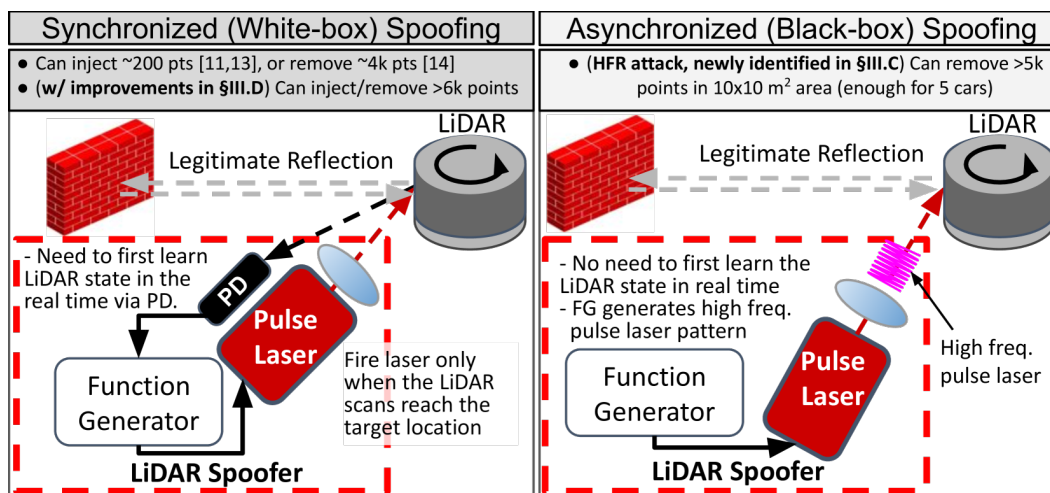 Synchronized (White-box) Spoofing
● Can inject ~200 pts [11,13], or remove ~4k pts [14]
● (w/ improvements in §III.D) Can inject/remove >6k points
LiDAR
Legitimate Reflection
- Need to first learn
LiDAR state in the
real time via PD.
PD
Pulse
Laser
Function
Generator
Fire laser only
when the LiDAR
scans reach the
target location
LiDAR Spoofer
Asynchronized (Black-box) Spoofing
● (HFR attack, newly identified in §III.C) Can remove >5k
points in 10x10 m² area (enough for 5 cars)
LiDAR
Legitimate Reflection
- No need to first learn the
LiDAR state in real time
- FG generates high freq.
pulse laser pattern
High freq.
pulse laser
Pulse
Laser
Function
Generator
LiDAR Spoofer